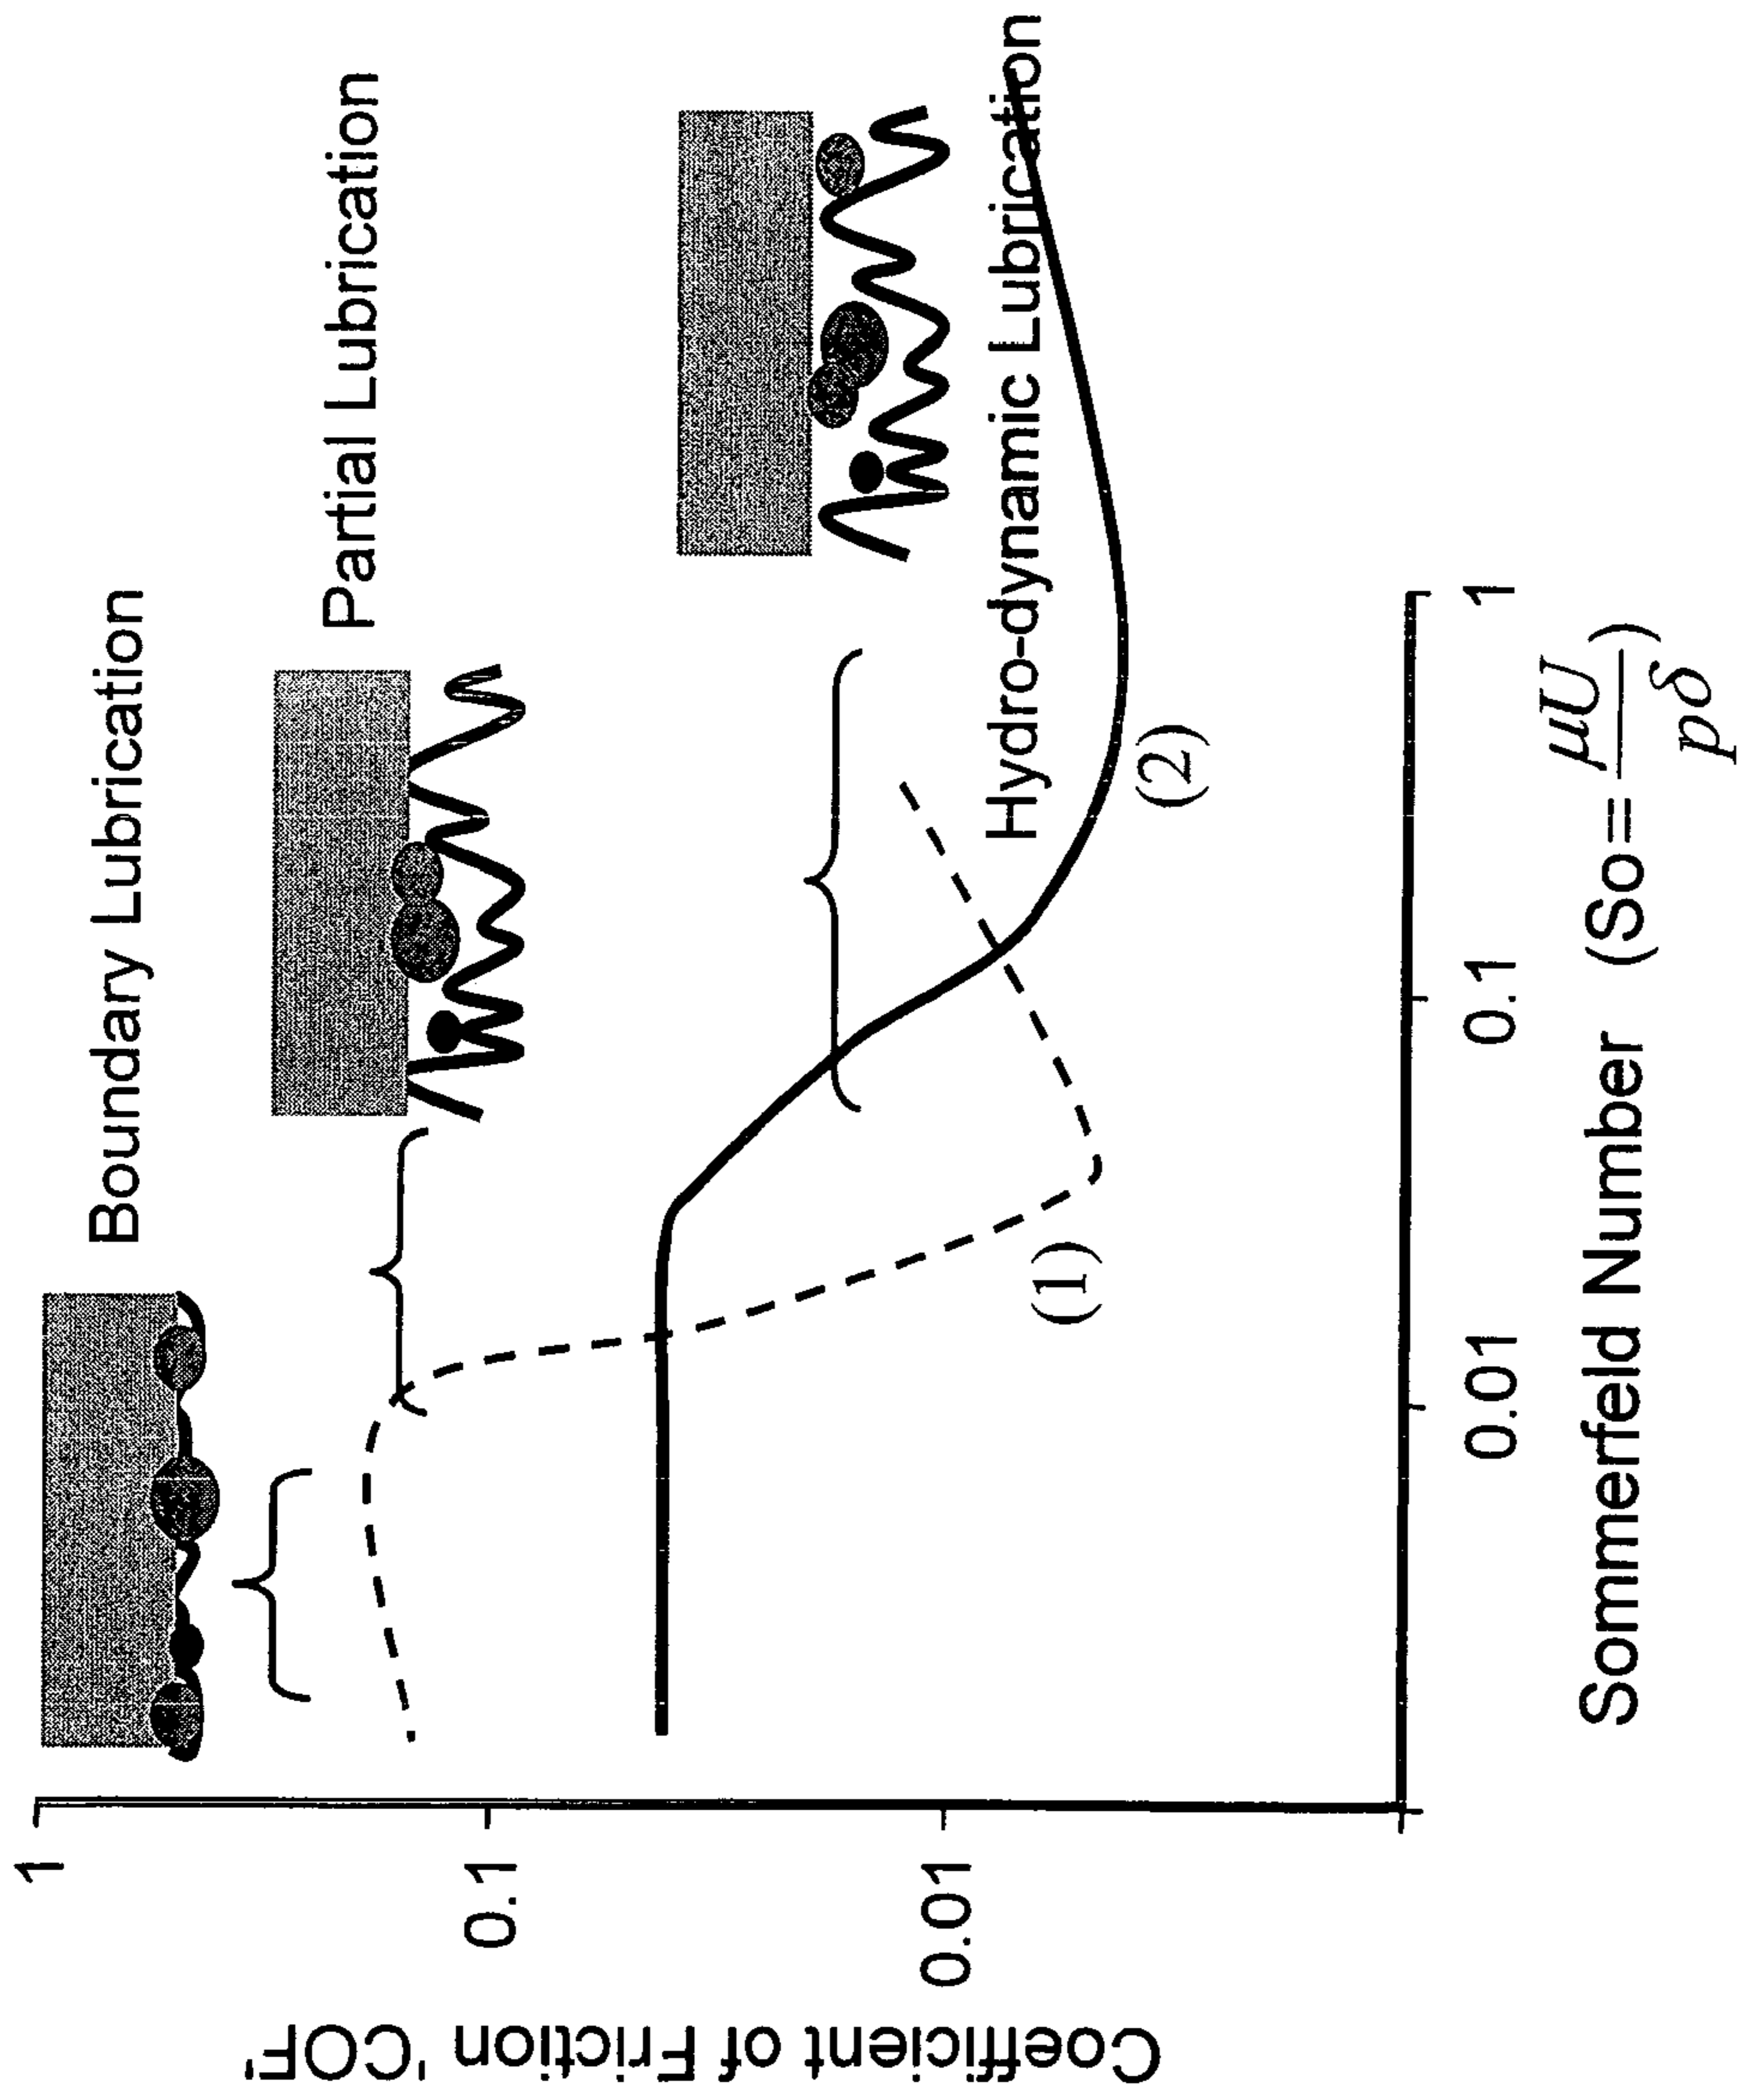 Boundary Lubrication
Partial Lubrication
Hydro-dynamic Lubrication
1
0.1
0.01
Coefficient of Friction 'COF'
(1)
(2)
0.01
0.1
1
Sommerfeld Number (So= μU / pδ )